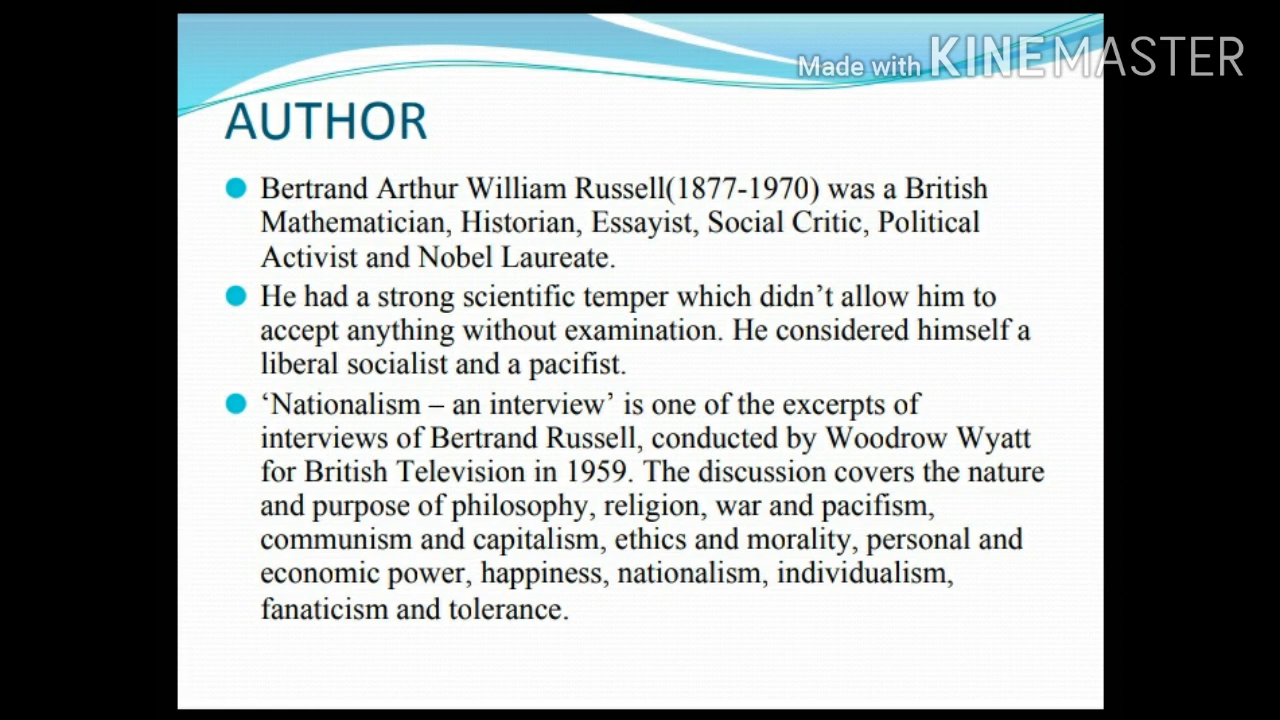 Made with KINEMASTER
AUTHOR
Bertrand Arthur William Russell(1877-1970) was a British
Mathematician, Historian, Essayist, Social Critic, Political
Activist and Nobel Laureate.
He had a strong scientific temper which didn’t allow him to
accept anything without examination. He considered himself a
liberal socialist and a pacifist.
‘Nationalism – an interview’ is one of the excerpts of
interviews of Bertrand Russell, conducted by Woodrow Wyatt
for British Television in 1959. The discussion covers the nature
and purpose of philosophy, religion, war and pacifism,
communism and capitalism, ethics and morality, personal and
economic power, happiness, nationalism, individualism,
fanaticism and tolerance.